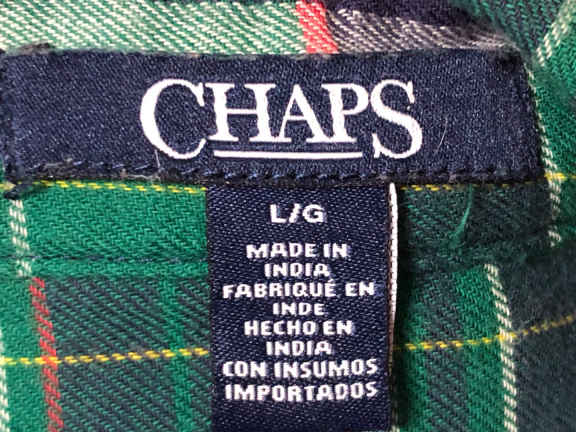 CHAPS
L/G
MADE IN
INDIA
FABRIQUÉ EN
INDE
HECHO EN
INDIA
CON INSUMOS
IMPORTADOS